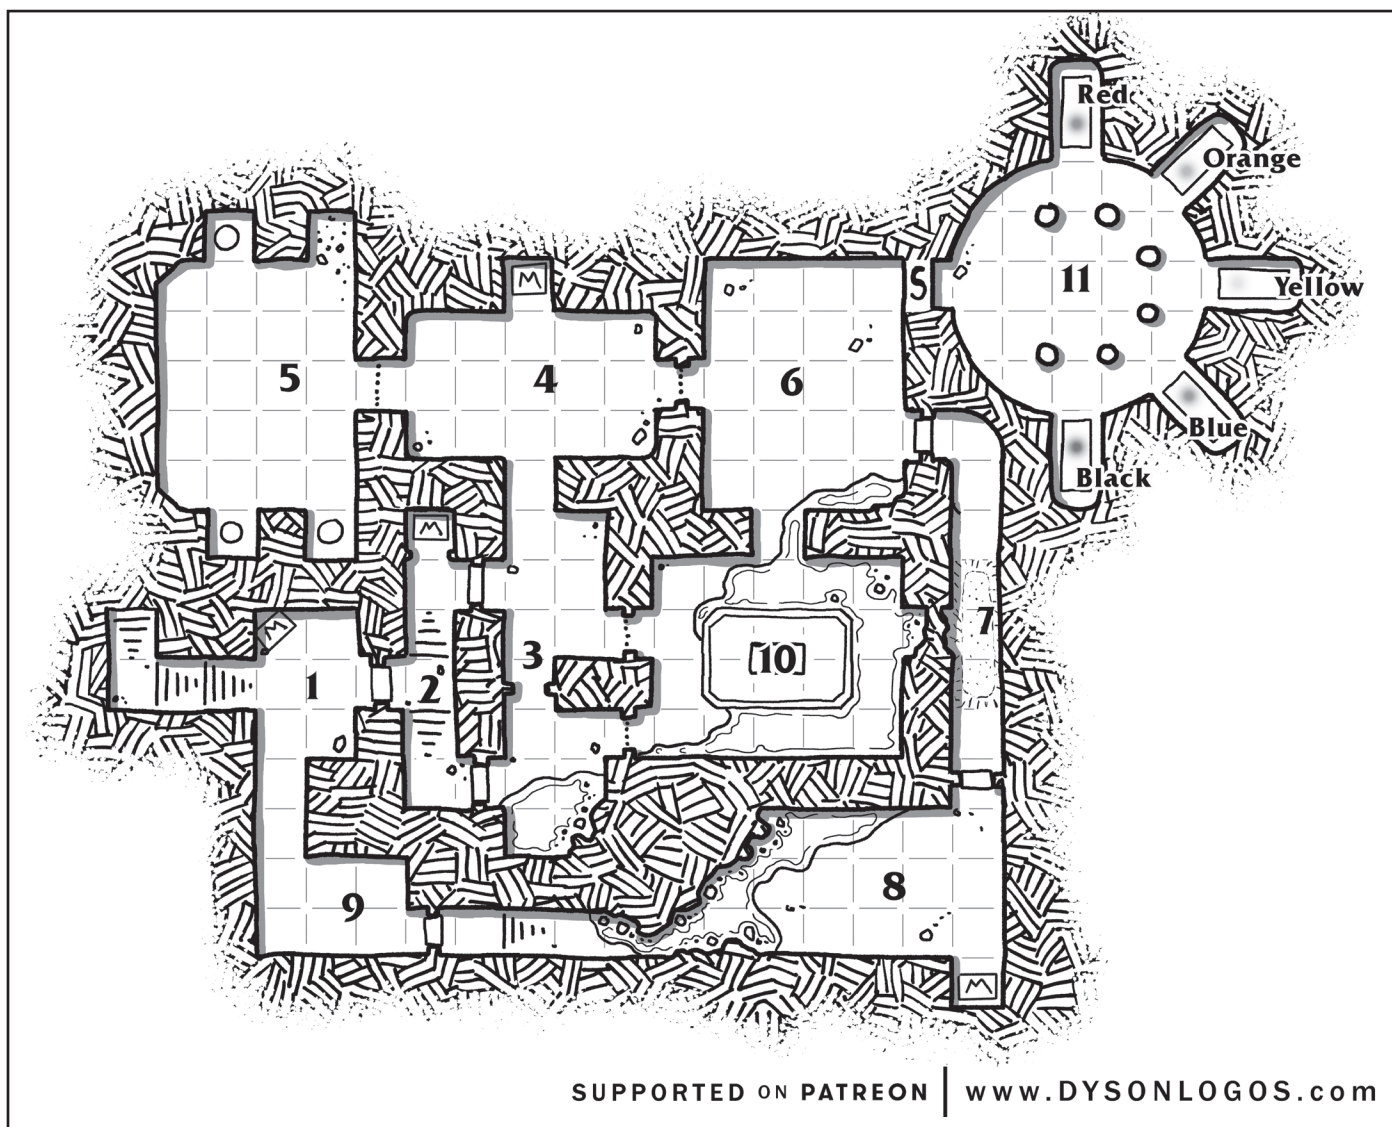 Red
Orange
11
Yellow
S
5
4
6
Blue
Black
M
M
M
1
2
3
[10]
7
9
8
M
SUPPORTED ON PATREON | www.DYSONLOGOS.com